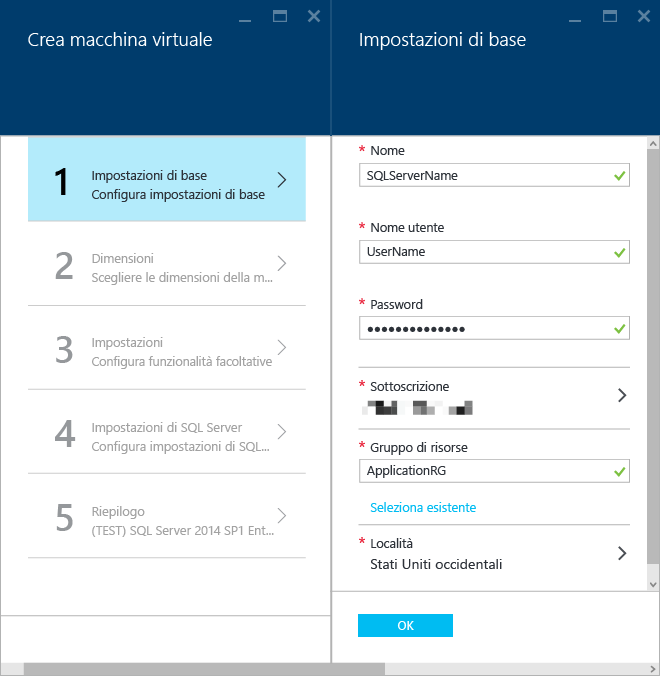 Crea macchina virtuale
1
Impostazioni di base
Configura impostazioni di base
2
Dimensioni
Scegliere le dimensioni della m...
3
Impostazioni
Configura funzionalità facoltative
4
Impostazioni di SQL Server
Configura impostazioni di SQL...
5
Riepilogo
(TEST) SQL Server 2014 SP1 Ent...
Impostazioni di base
* Nome
SQLServerName
* Nome utente
UserName
* Password
••••••••••••••
* Sottoscrizione
* Gruppo di risorse
ApplicationRG
Seleziona esistente
* Località
Stati Uniti occidentali
OK